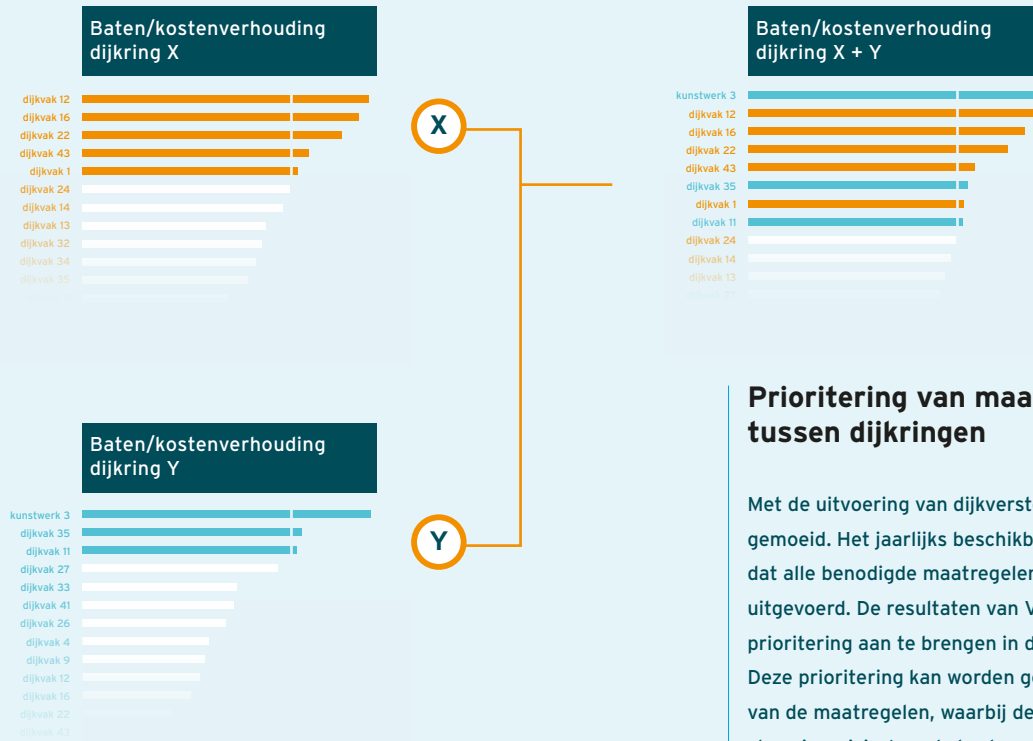 Baten/kostenverhouding
dijkring X
dijkvak 12
dijkvak 16
dijkvak 22
dijkvak 43
dijkvak 1
dijkvak 24
dijkvak 14
dijkvak 13
dijkvak 32
dijkvak 34
dijkvak 35
X
Baten/kostenverhouding
dijkring Y
kunstwerk 3
dijkvak 35
dijkvak 11
dijkvak 27
dijkvak 33
dijkvak 41
dijkvak 26
dijkvak 4
dijkvak 9
dijkvak 12
dijkvak 16
dijkvak 22
dijkvak 43
Y
Baten/kostenverhouding
dijkring X + Y
kunstwerk 3
dijkvak 12
dijkvak 16
dijkvak 22
dijkvak 43
dijkvak 35
dijkvak 1
dijkvak 11
dijkvak 24
dijkvak 14
dijkvak 13
Prioritering van maa
tussen dijkringen
Met de uitvoering van dijkverst
gemoeid. Het jaarlijks beschikb
dat alle benodigde maatregelen
uitgevoerd. De resultaten van V
prioritering aan te brengen in d
Deze prioritering kan worden ge
van de maatregelen, waarbij de